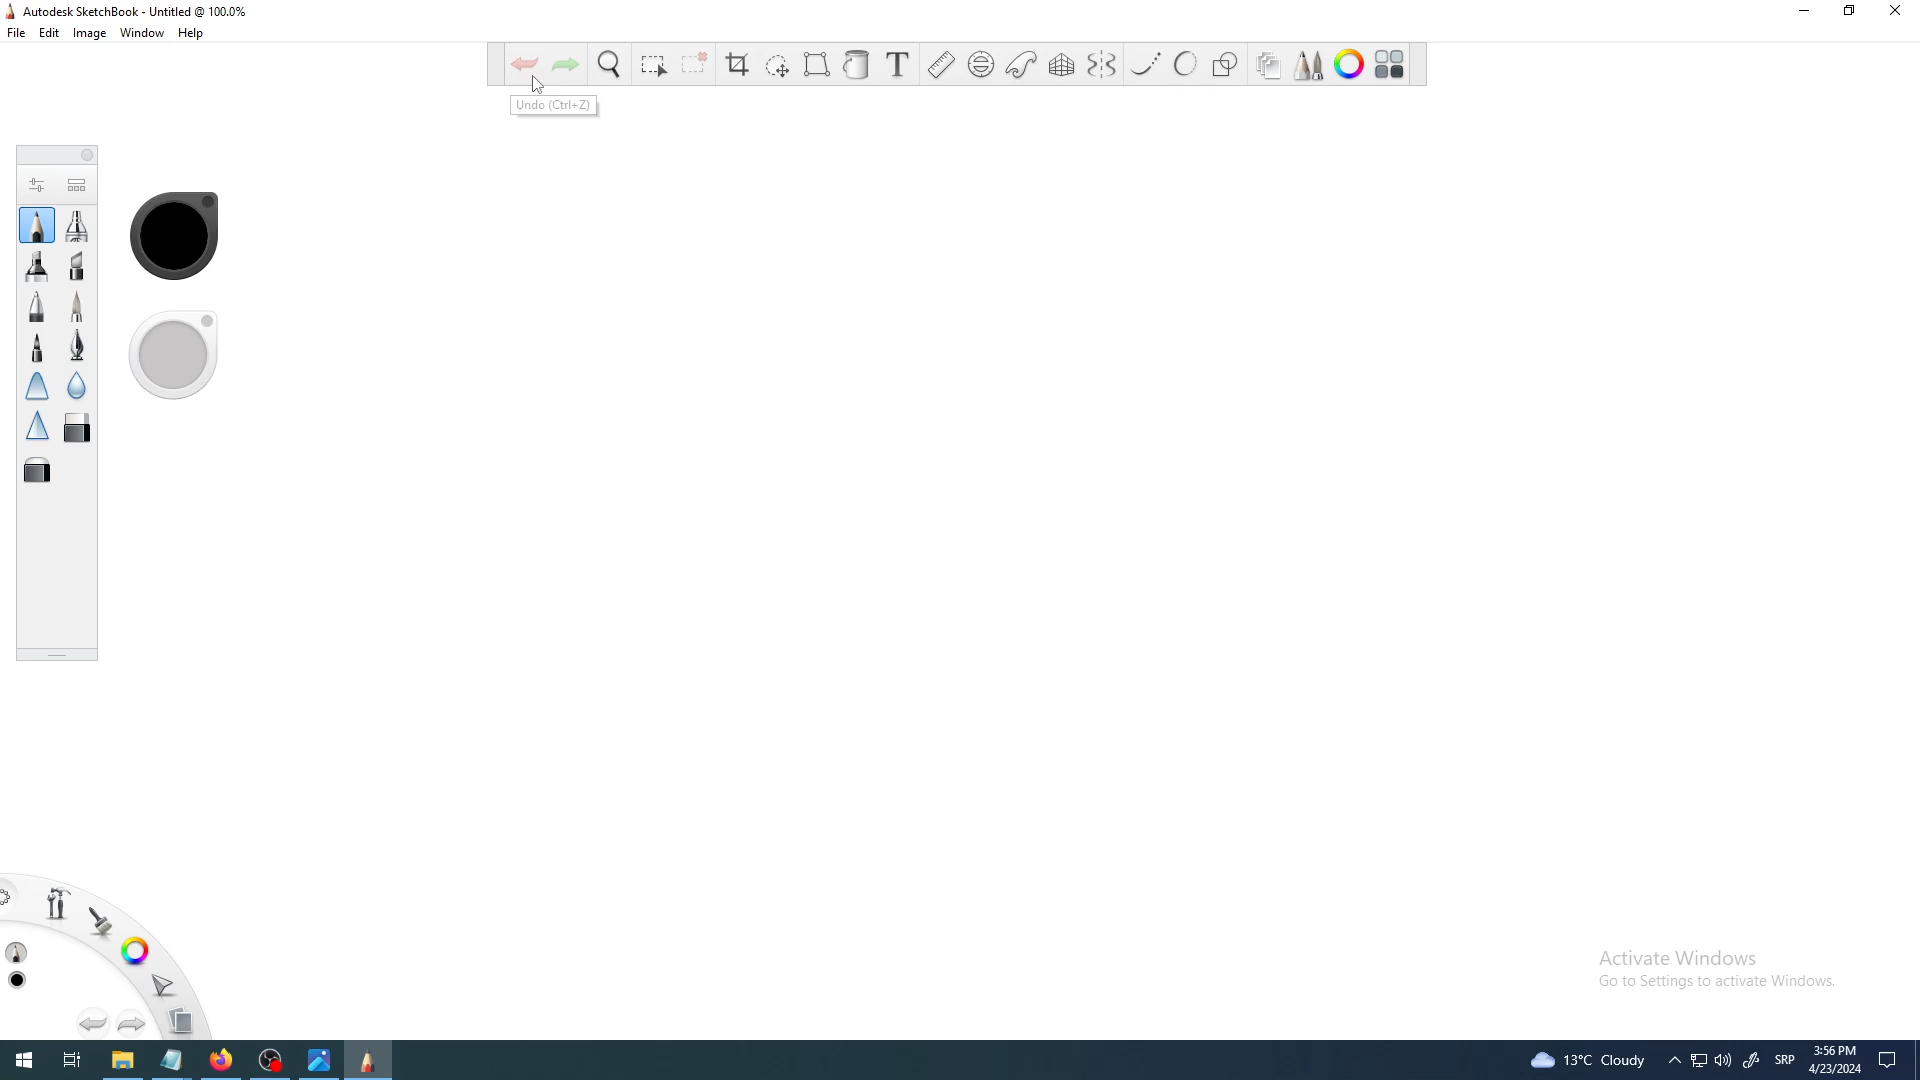 Autodesk SketchBook - Untitled @ 100.0%
File Edit Image Window Help
T
Undo (Ctrl+Z)
Activate Windows
Go to Settings to activate Windows.
13°C Cloudy
SRP
3:56 PM
4/23/2024